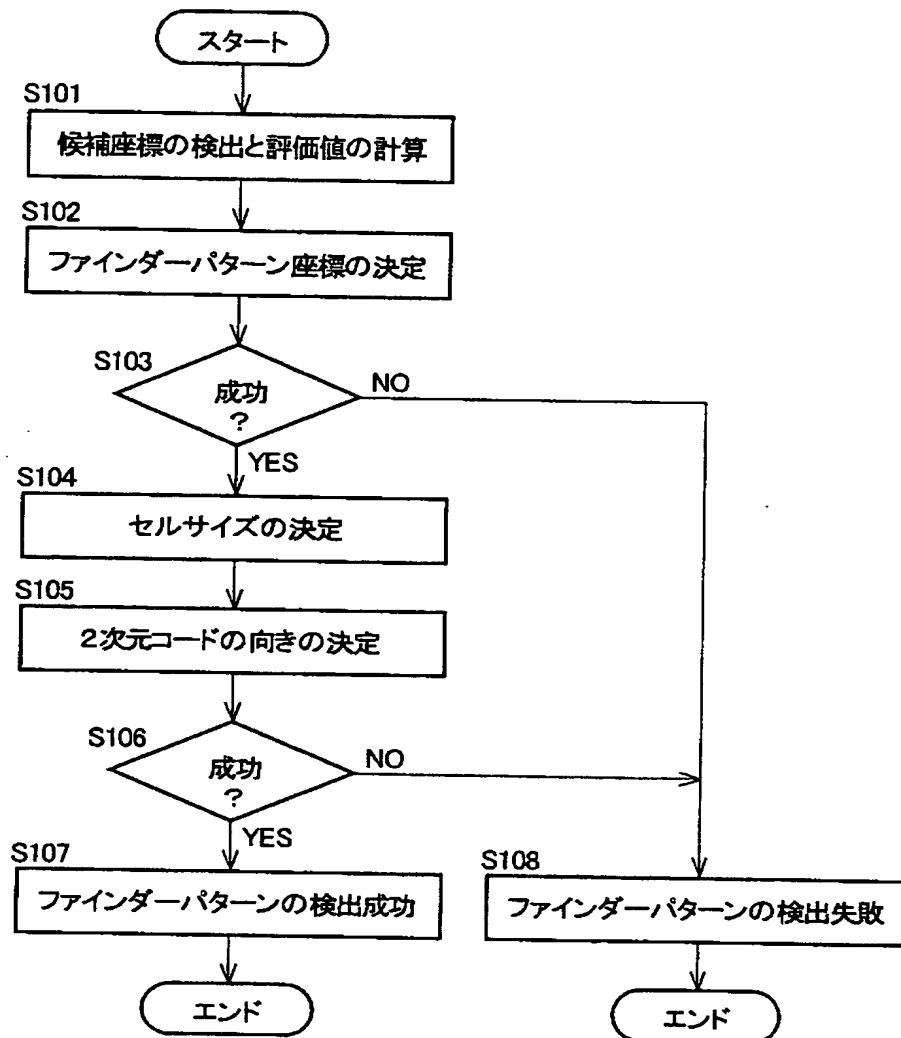 スタート
S101
候補座標の検出と評価値の計算
S102
ファインダーパターン座標の決定
S103
成功
?
NO
YES
S104
セルサイズの決定
S105
2次元コードの向きの決定
S106
成功
?
NO
YES
S107
ファインダーパターンの検出成功
S108
ファインダーパターンの検出失敗
エンド
エンド